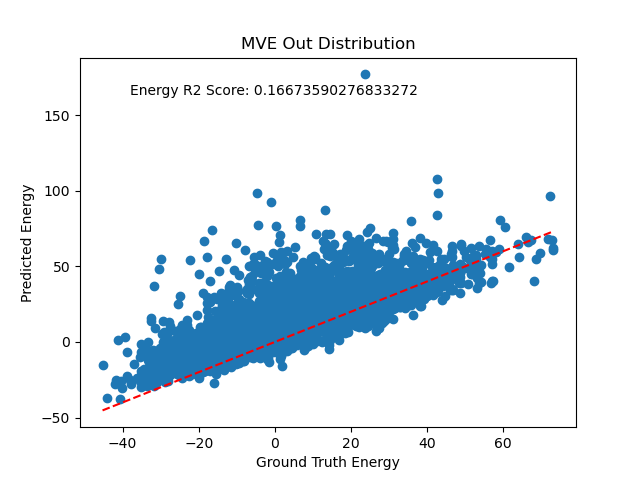 MVE Out Distribution
Energy R2 Score: 0.16673590276833272
Predicted Energy
150
100
50
0
−50
−40
−20
0
20
40
60
Ground Truth Energy